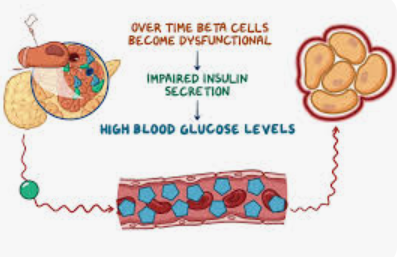 OVER TIME BETA CELLS
BECOME DYSFUNCTIONAL
IMPAIRED INSULIN
SECRETION
HIGH BLOOD GLUCOSE LEVELS